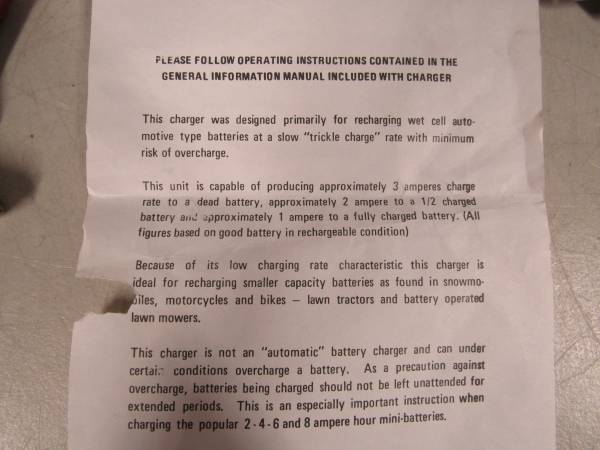 PLEASE FOLLOW OPERATING INSTRUCTIONS CONTAINED IN THE
GENERAL INFORMATION MANUAL INCLUDED WITH CHARGER
This charger was designed primarily for recharging wet cell auto-
motive type batteries at a slow "trickle charge" rate with minimum
risk of overcharge.
This unit is capable of producing approximately 3 amperes charge
rate to a dead battery, approximately 2 ampere to a 1/2 charged
battery and approximately 1 ampere to a fully charged battery. (All
figures based on good battery in rechargeable condition)
Because of its low charging rate characteristic this charger is
ideal for recharging smaller capacity batteries as found in snowmo-
biles, motorcycles and bikes – lawn tractors and battery operated
lawn mowers.
This charger is not an "automatic" battery charger and can under
certain conditions overcharge a battery. As a precaution against
overcharge, batteries being charged should not be left unattended for
extended periods. This is an especially important instruction when
charging the popular 2-4-6 and 8 ampere hour mini-batteries.